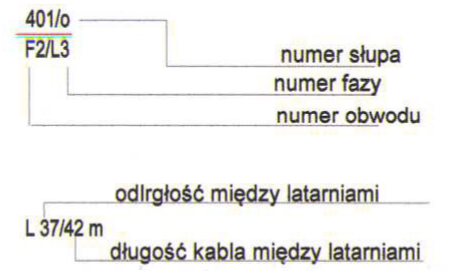 401/o
F2/L3
numer słupa
numer fazy
numer obwodu
odlrgłość między latarniami
L 37/42 m
długość kabla między latarniami